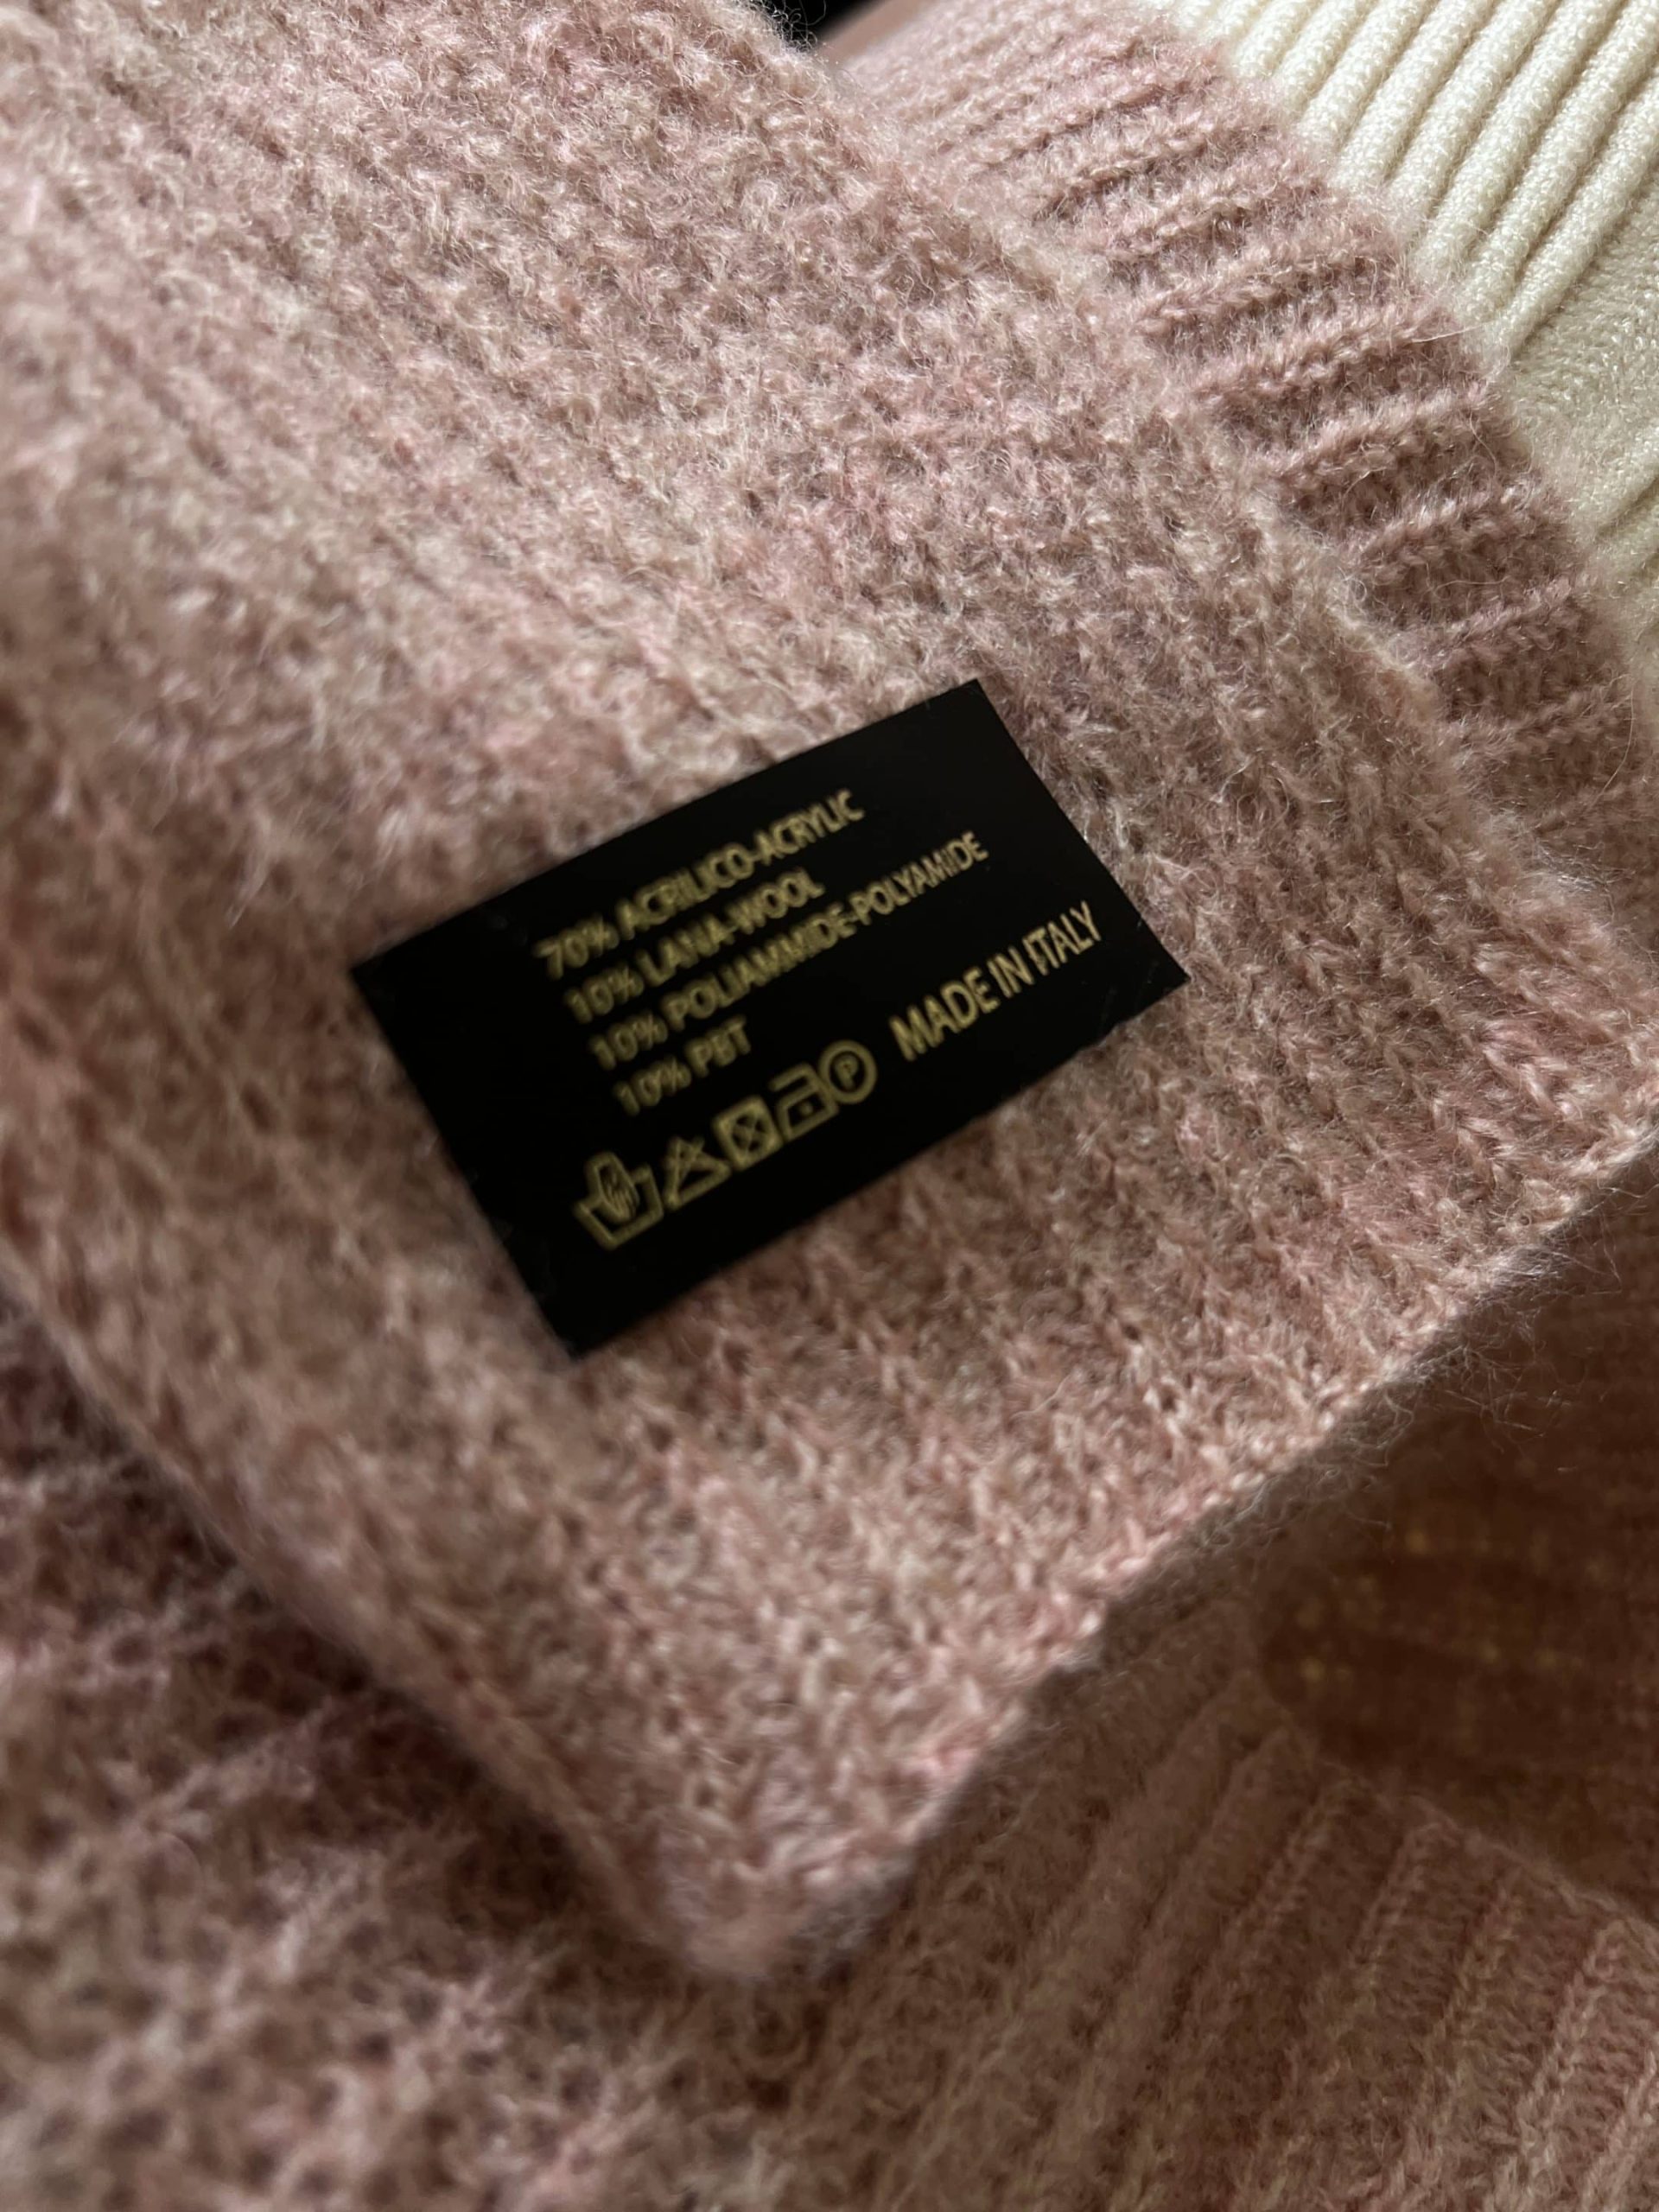 70% ACRILICO-ACRYLIC
10% LANA-WOOL
10% POLIAMMIDE-POLYAMIDE
10% PBT
P MADE IN ITALY